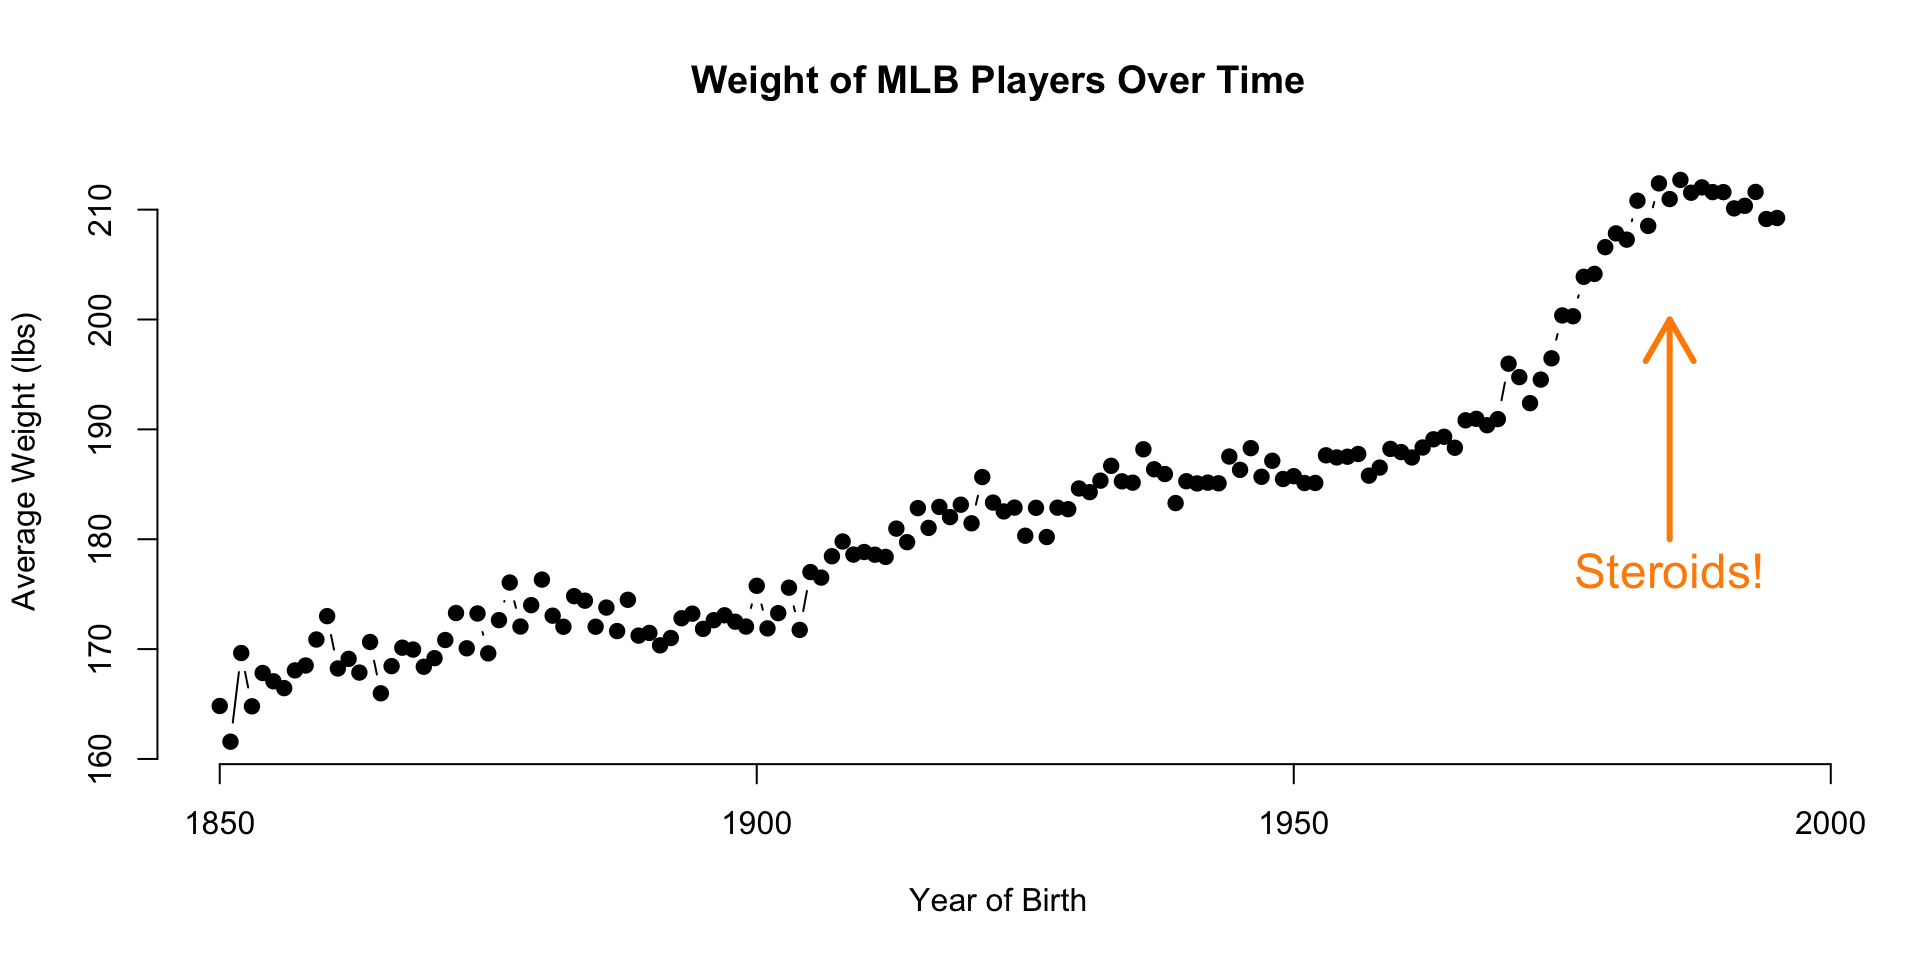 Weight of MLB Players Over Time
Average Weight (lbs)
210
200
190
180
170
160
Steroids!
1850 1900 1950 2000
Year of Birth